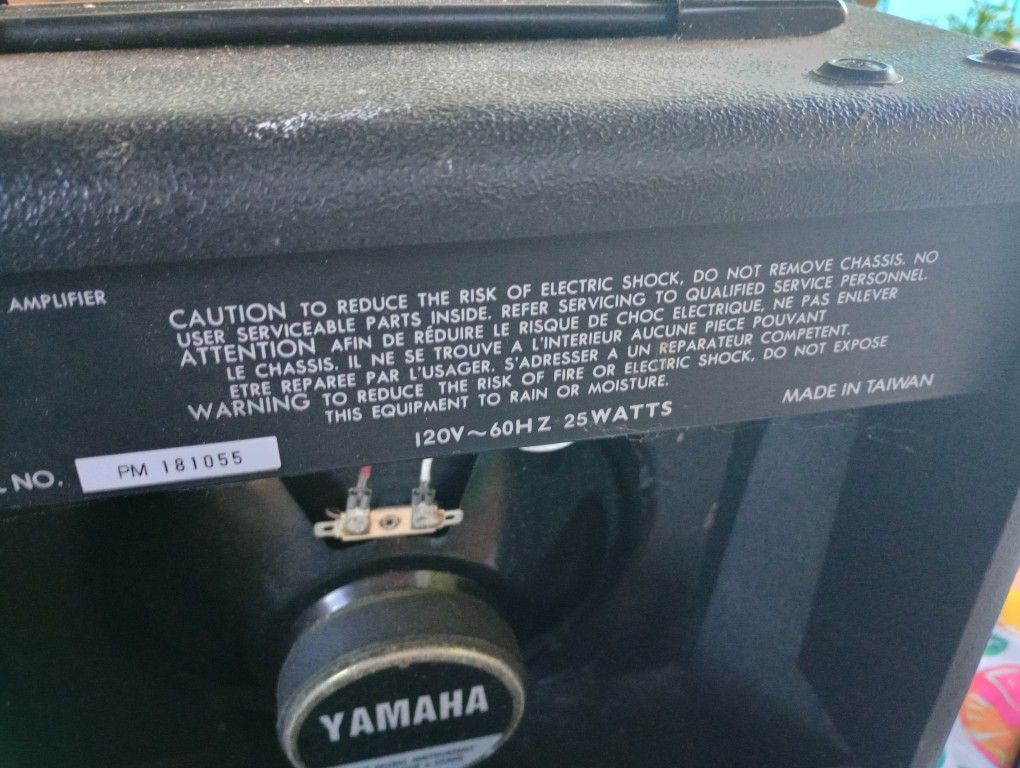 AMPLIFIER
CAUTION TO REDUCE THE RISK OF ELECTRIC SHOCK, DO NOT REMOVE CHASSIS. NO
USER SERVICEABLE PARTS INSIDE. REFER SERVICING TO QUALIFIED SERVICE PERSONNEL.
ATTENTION AFIN DE RÉDUIRE LE RISQUE DE CHOC ELECTRIQUE, NE PAS ENLEVER
LE CHASSIS. IL NE SE TROUVE A L'INTERIEUR AUCUNE PIECE POUVANT
ETRE REPAREE PAR L'USAGER. S'ADRESSER A UN REPARATEUR COMPETENT.
WARNING TO REDUCE THE RISK OF FIRE OR ELECTRIC SHOCK, DO NOT EXPOSE
THIS EQUIPMENT TO RAIN OR MOISTURE.
120V~60HZ 25WATTS
MADE IN TAIWAN
L NO. PM 181055
YAMAHA